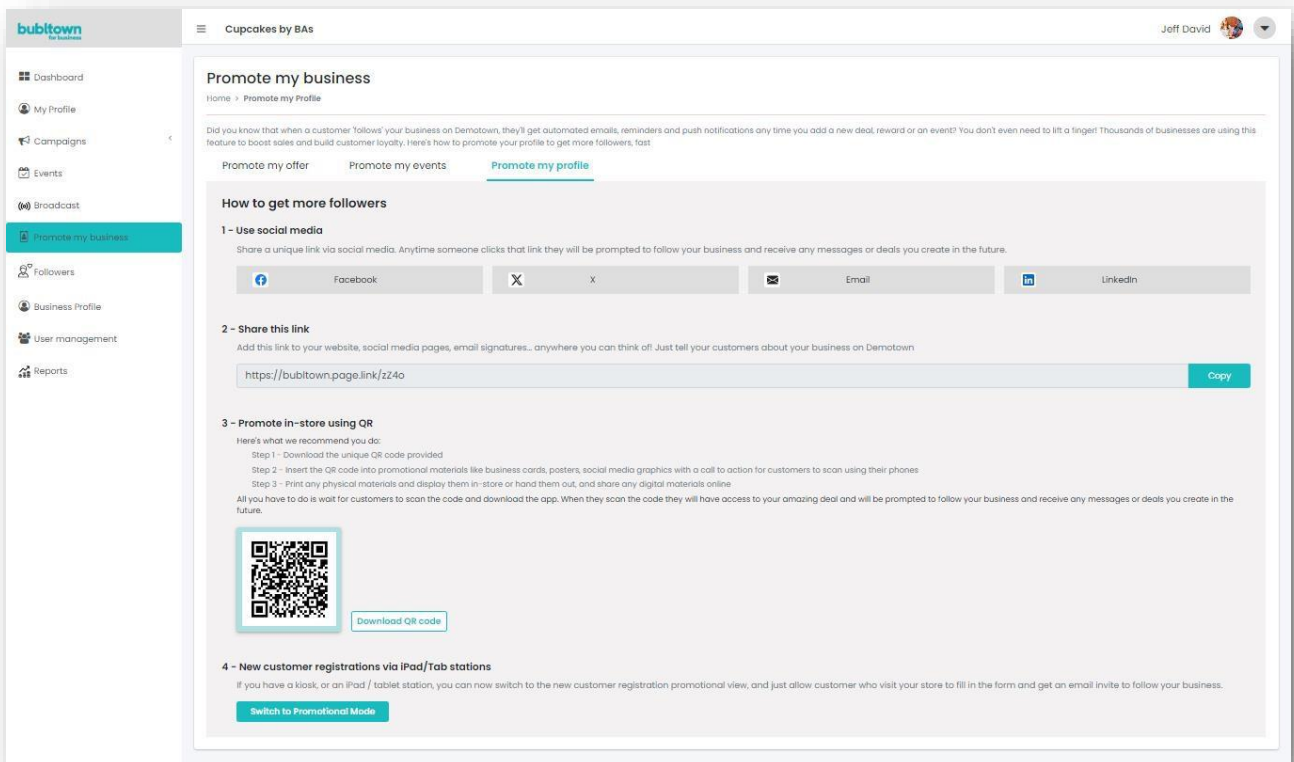 bubltown
for business
Cupcakes by BAs
Jeff David
Dashboard
My Profile
Campaigns
Events
Broadcast
Promote my business
Followers
Business Profile
User management
Reports
Promote my business
Home > Promote my Profile
Did you know that when a customer 'follows' your business on Demotown, they'll get automated emails, reminders and push notifications any time you add a new deal, reward or an event? You don't even need to lift a finger! Thousands of businesses are using this
feature to boost sales and build customer loyalty. Here's how to promote your profile to get more followers, fast
Promote my offer
Promote my events
Promote my profile
How to get more followers
1 - Use social media
Share a unique link via social media. Anytime someone clicks that link they will be prompted to follow your business and receive any messages or deals you create in the future.
Facebook
X
Email
LinkedIn
2 - Share this link
Add this link to your website, social media pages, email signatures... anywhere you can think of! Just tell your customers about your business on Demotown
https://bubltown.page.link/zZ4o
Copy
3 - Promote in-store using QR
Here's what we recommend you do:
Step 1 - Download the unique QR code provided
Step 2 - Insert the QR code into promotional materials like business cards, posters, social media graphics with a call to action for customers to scan using their phones
Step 3 - Print any physical materials and display them in-store or hand them out, and share any digital materials online
All you have to do is wait for customers to scan the code and download the app. When they scan the code they will have access to your amazing deal and will be prompted to follow your business and receive any messages or deals you create in the
future.
Download QR code
4 - New customer registrations via iPad/Tab stations
If you have a kiosk, or an iPad / tablet station, you can now switch to the new customer registration promotional view, and just allow customer who visit your store to fill in the form and get an email invite to follow your business.
Switch to Promotional Mode